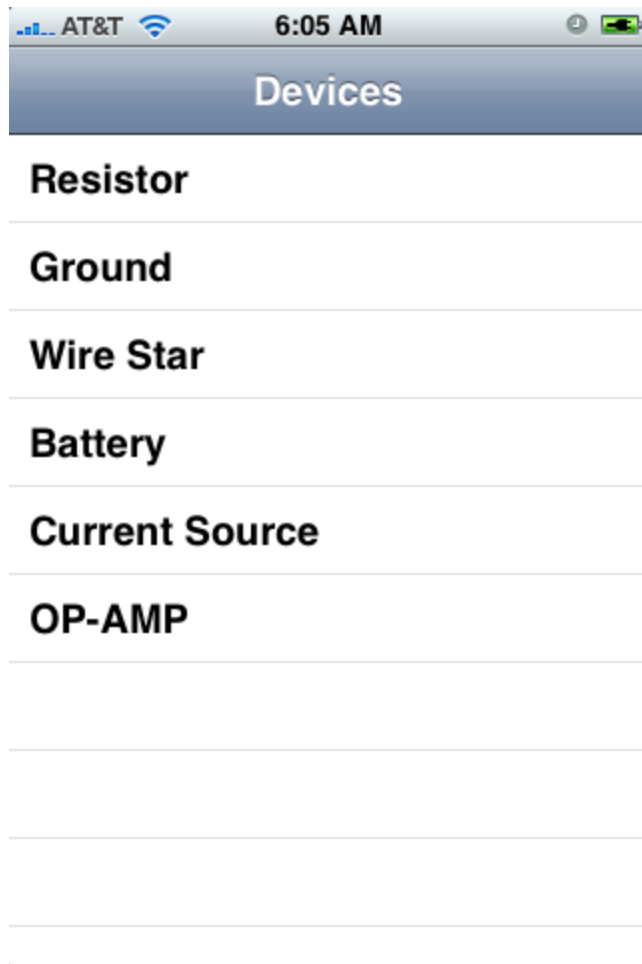 AT&T 6:05 AM
Devices
Resistor
Ground
Wire Star
Battery
Current Source
OP-AMP